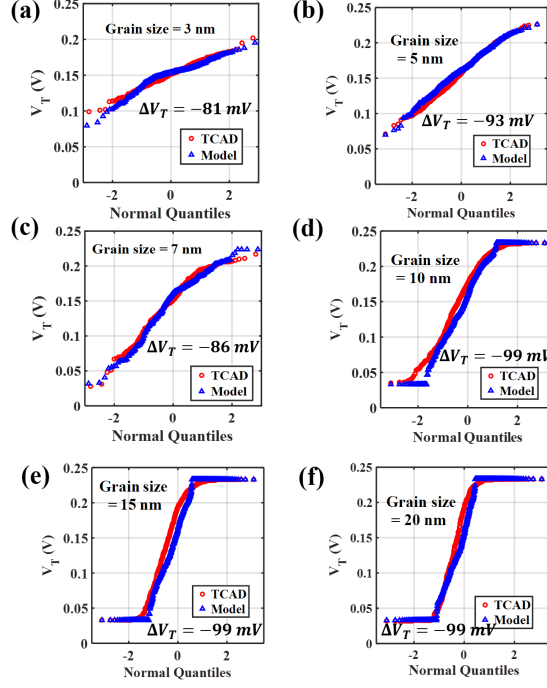 (a)
0.25
0.2
0.15
0.1
0.05
0
V_T (V)
Grain size = 3 nm
ΔV_T = −81 mV
TCAD
Model
-2
0
2
Normal Quantiles
(b)
0.25
0.2
0.15
0.1
0.05
0
V_T (V)
Grain size
= 5 nm
ΔV_T = −93 mV
TCAD
Model
-2
0
2
Normal Quantiles
(c)
0.25
0.2
0.15
0.1
0.05
0
V_T (V)
Grain size = 7 nm
ΔV_T = −86 mV
TCAD
Model
-2
0
2
Normal Quantiles
(d)
0.25
0.2
0.15
0.1
0.05
0
V_T (V)
Grain size
= 10 nm
ΔV_T = −99 mV
TCAD
Model
-2
0
2
Normal Quantiles
(e)
0.25
0.2
0.15
0.1
0.05
0
V_T (V)
Grain size
= 15 nm
TCAD
Model
ΔV_T = −99 mV
-2
0
2
Normal Quantiles
(f)
0.25
0.2
0.15
0.1
0.05
0
V_T (V)
Grain size
= 20 nm
TCAD
Model
ΔV_T = −99 mV
-2
0
2
Normal Quantiles